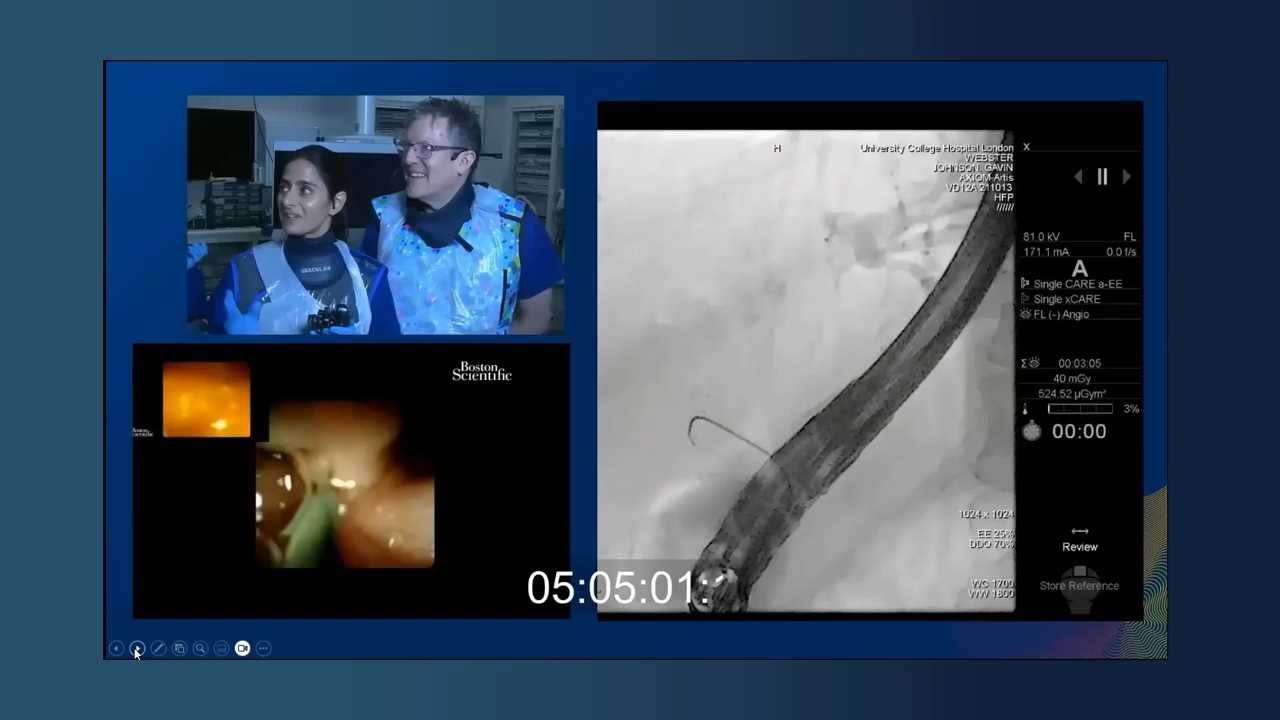 VASCULAR
Boston
Scientific
Boston
Scientific
05:05:01:
H
University College Hospital London
WEBSTER
JOHNSON, GAVIN
AXIOM-Artis
VD12A 211013
HFP
//////
X
81.0 kV FL
171.1 mA 0.0 f/s
A
Single CARE a-EE
Single xCARE
FL (-) Angio
Σ 00:03:05
40 mGy
524.52 µGym²
3%
00:00
1024 x 1024
EE 25%
DDO 70%
Review
Store Reference
WC 1700
WW 1800